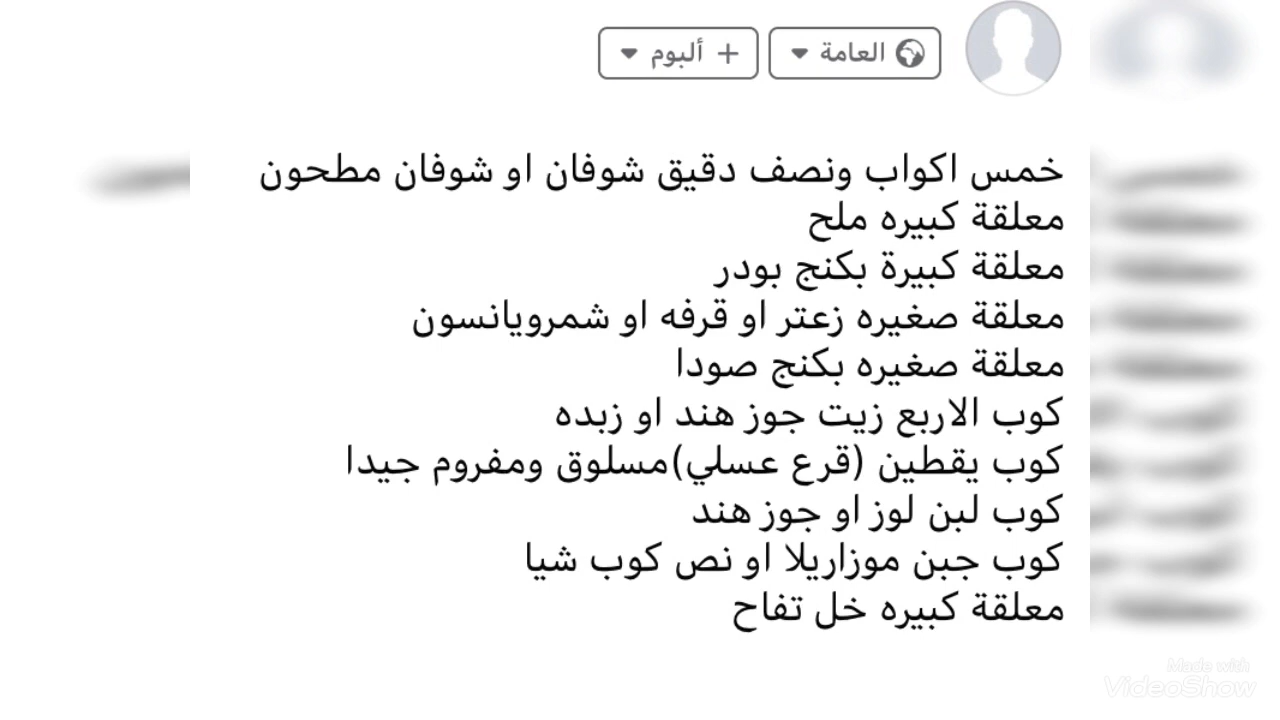 العامة
+ ألبوم
خمس اكواب ونصف دقيق شوفان او شوفان مطحون
معلقة كبيره ملح
معلقة كبيرة بكنج بودر
معلقة صغيره زعتر او قرفه او شمرويانسون
معلقة صغيره بكنج صودا
كوب الاربع زيت جوز هند او زبده
كوب يقطين (قرع عسلي)مسلوق ومفروم جيدا
كوب لبن لوز او جوز هند
كوب جبن موزاريلا او نص كوب شيا
معلقة كبيره خل تفاح
Made with
VideoShow